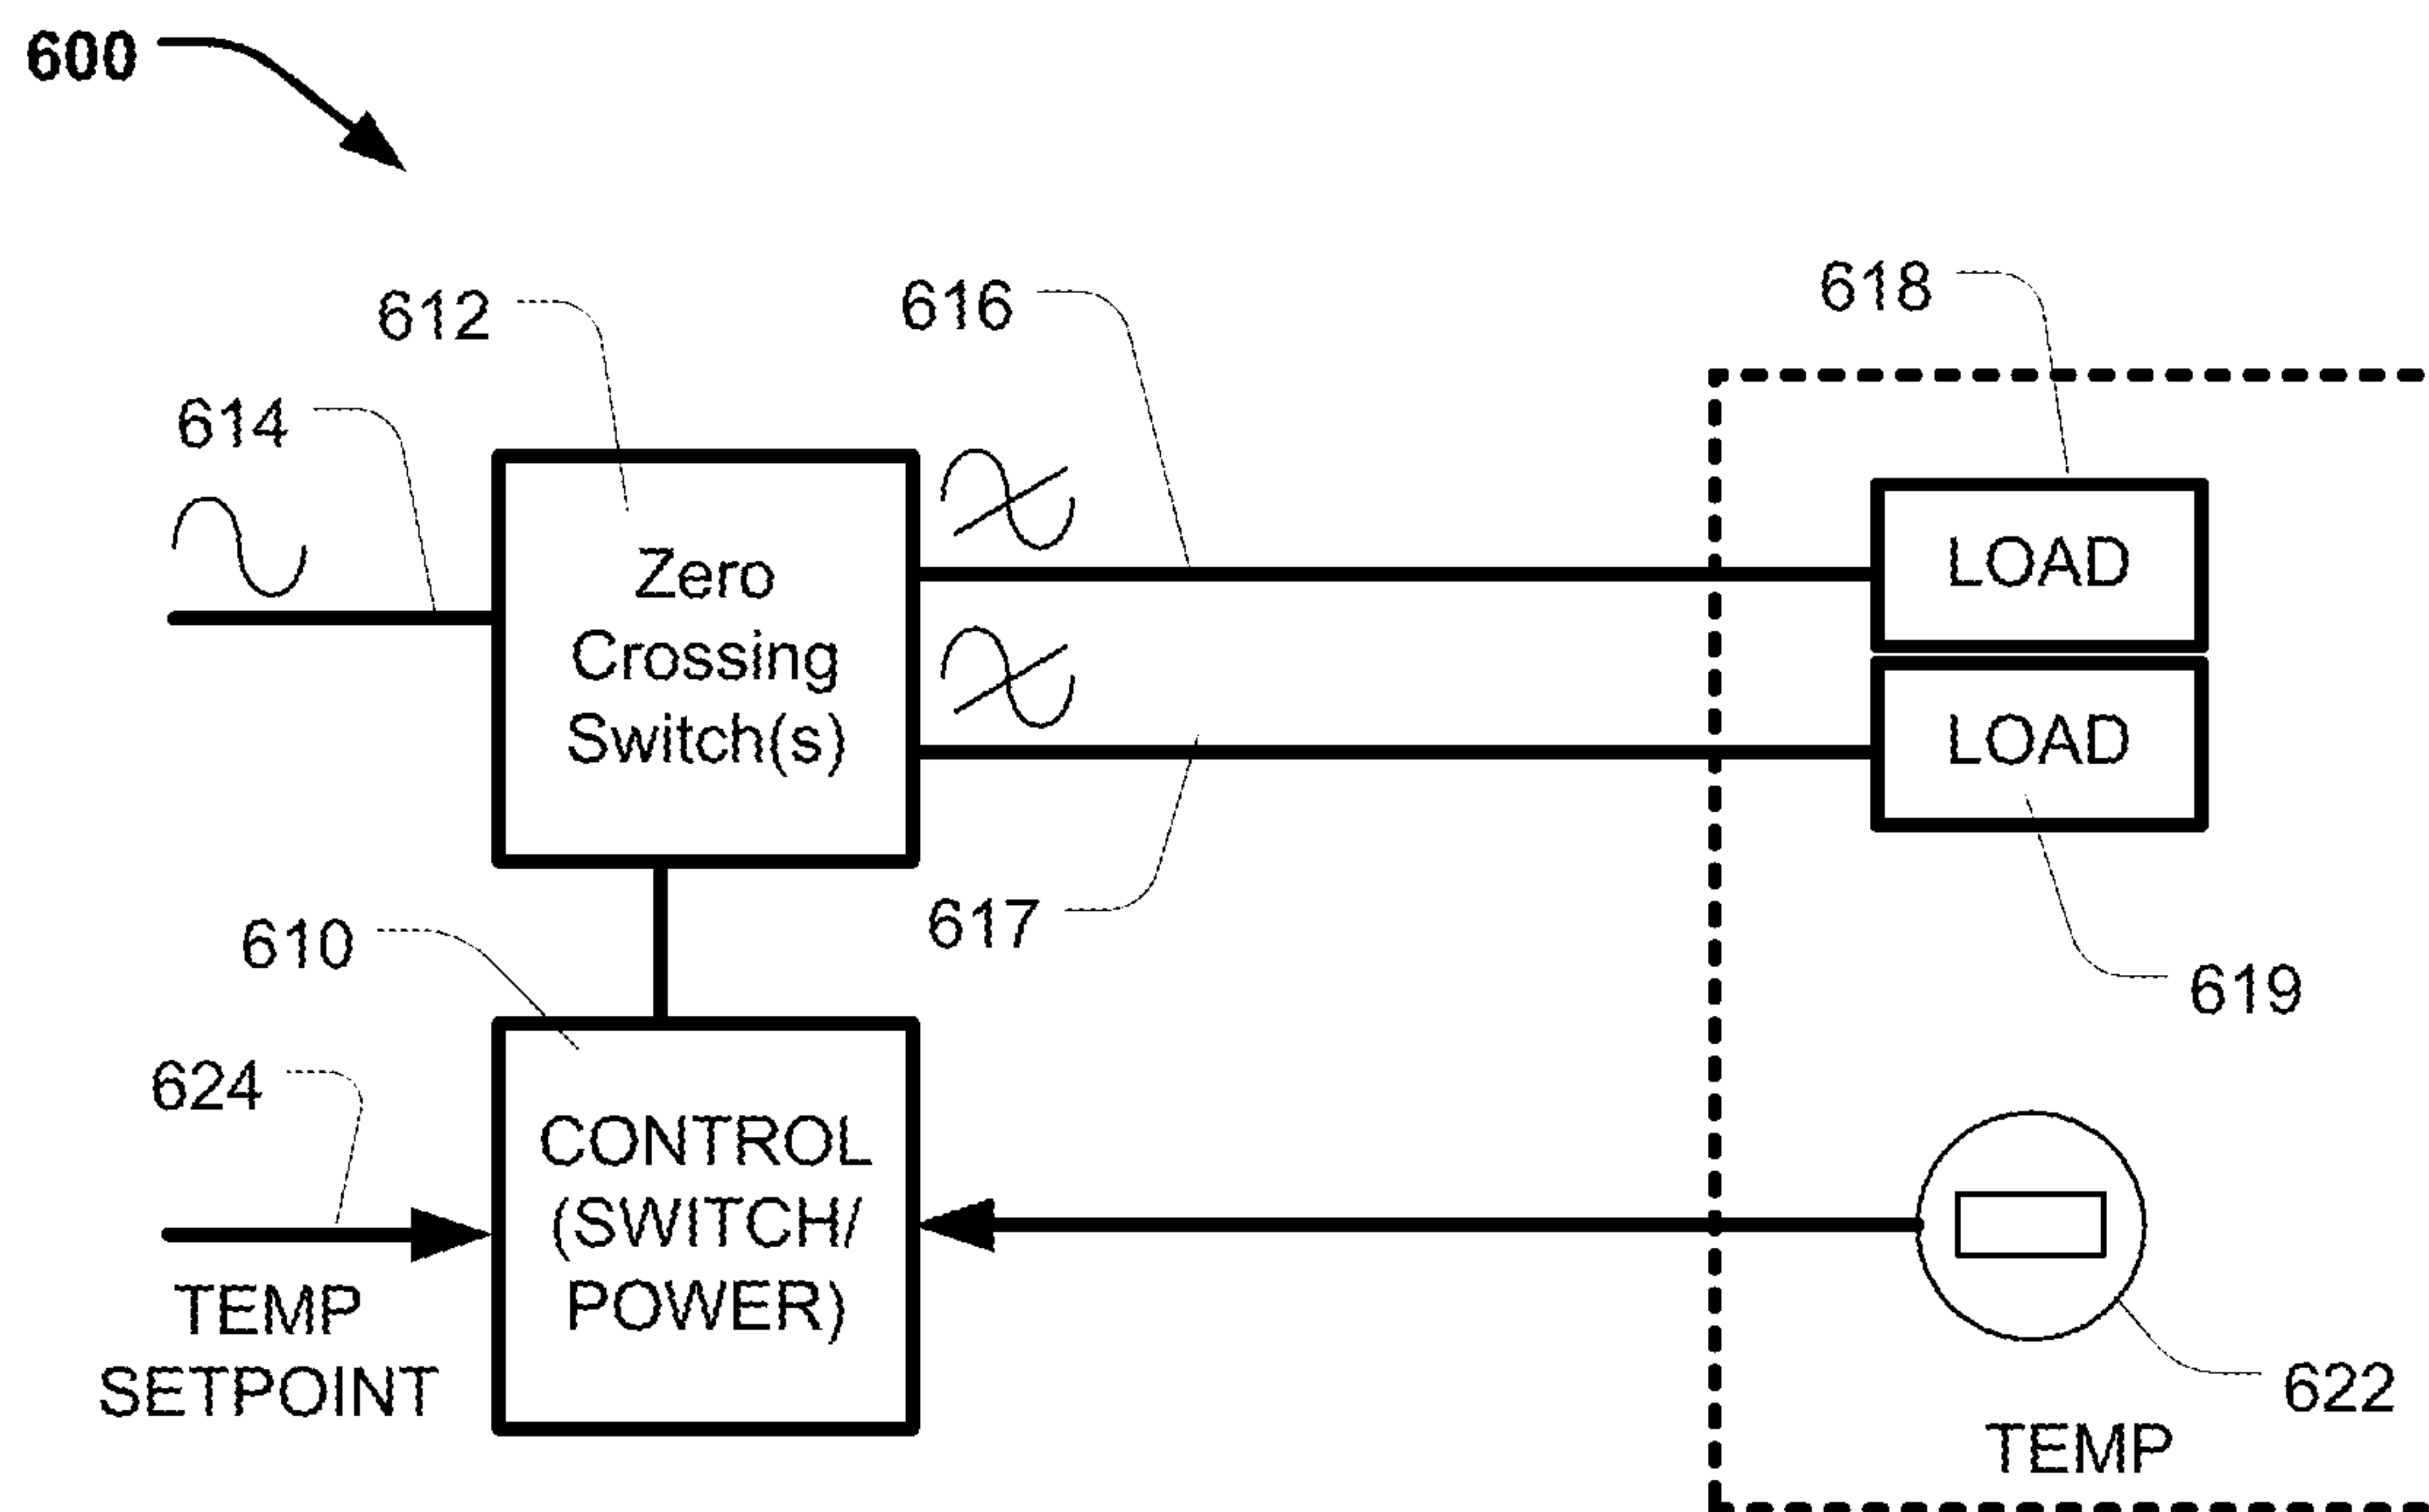 600
612
616
618
614
Zero
Crossing
Switch(s)
LOAD
LOAD
617
619
610
624
CONTROL
(SWITCH/
POWER)
TEMP
SETPOINT
622
TEMP